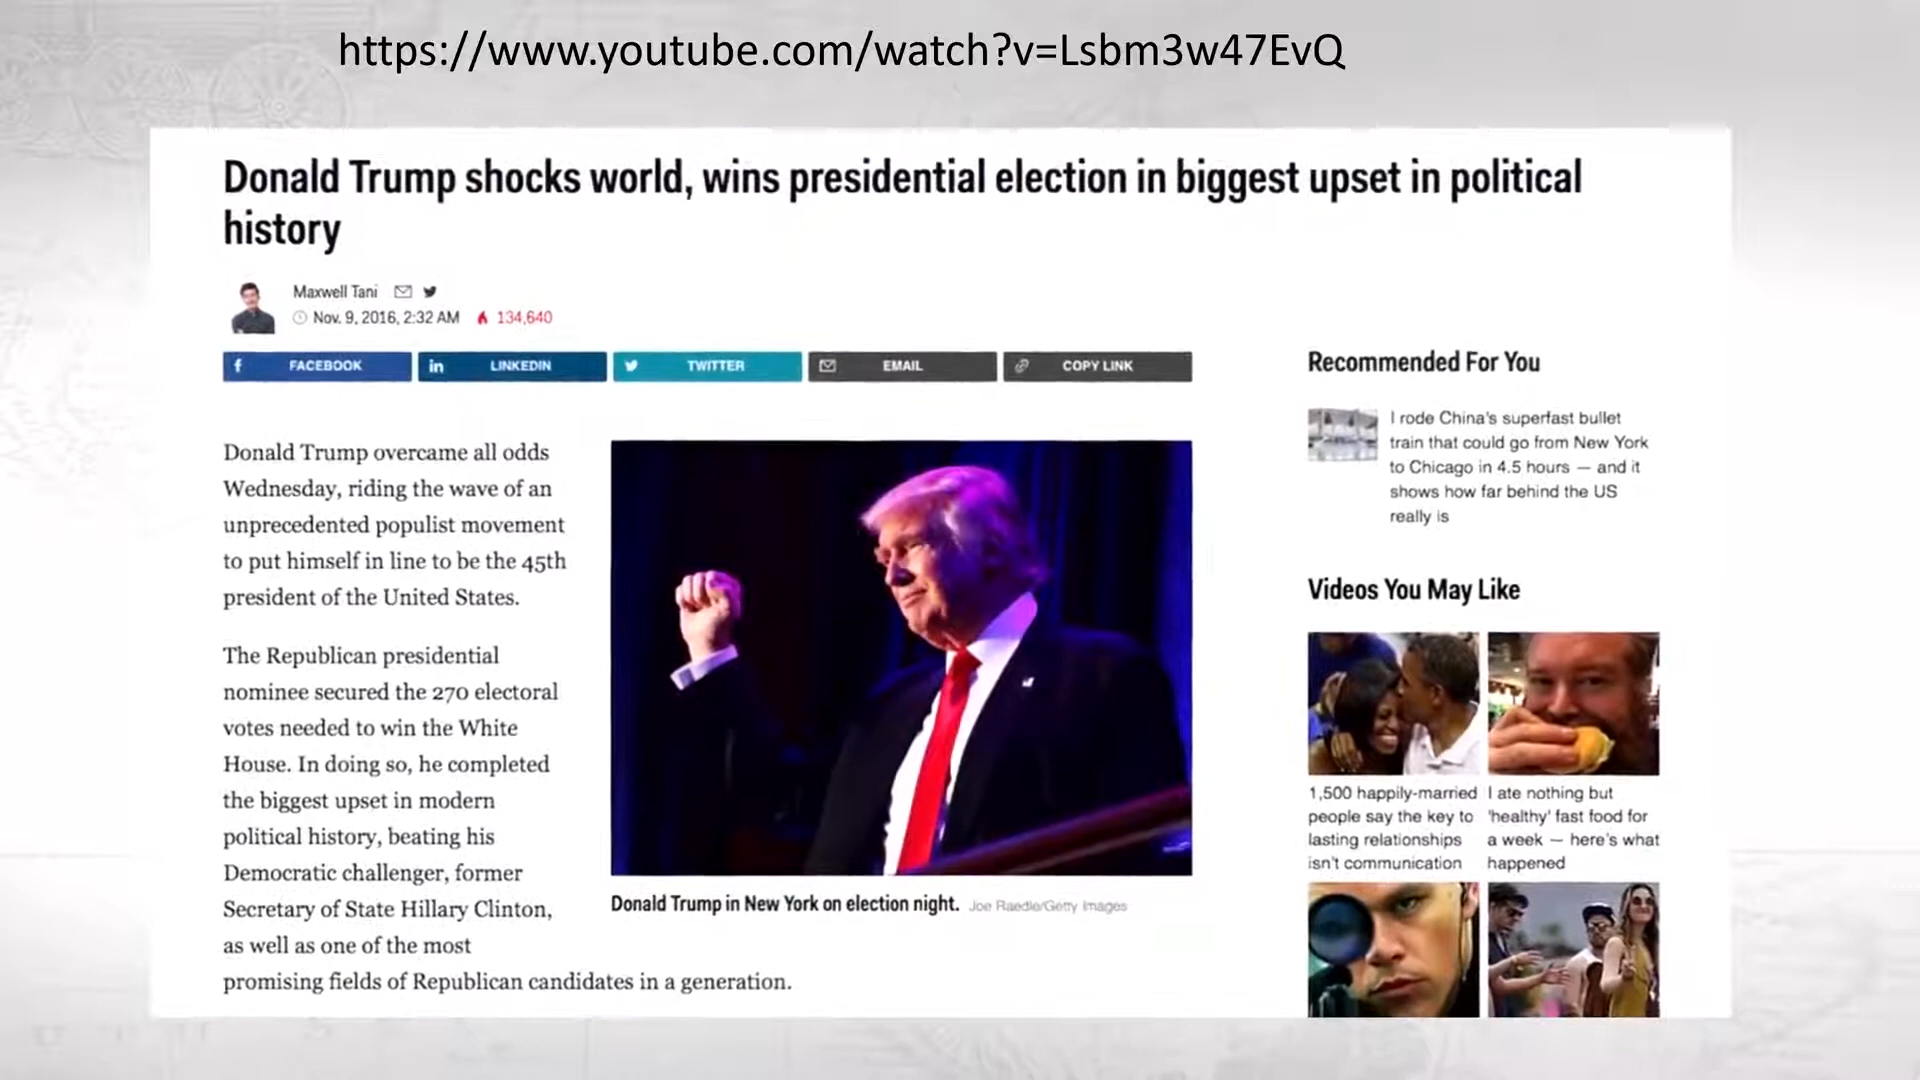 https://www.youtube.com/watch?v=Lsbm3w47EvQ
Donald Trump shocks world, wins presidential election in biggest upset in political
history
Maxwell Tani
Nov. 9, 2016, 2:32 AM 134,640
FACEBOOK LINKEDIN TWITTER EMAIL COPY LINK
Donald Trump overcame all odds
Wednesday, riding the wave of an
unprecedented populist movement
to put himself in line to be the 45th
president of the United States.
The Republican presidential
nominee secured the 270 electoral
votes needed to win the White
House. In doing so, he completed
the biggest upset in modern
political history, beating his
Democratic challenger, former
Secretary of State Hillary Clinton,
as well as one of the most
promising fields of Republican candidates in a generation.
Donald Trump in New York on election night. Joe Raedle/Getty Images
Recommended For You
I rode China's superfast bullet
train that could go from New York
to Chicago in 4.5 hours — and it
shows how far behind the US
really is
Videos You May Like
1,500 happily-married
people say the key to
lasting relationships
isn't communication
I ate nothing but
'healthy' fast food for
a week — here's what
happened